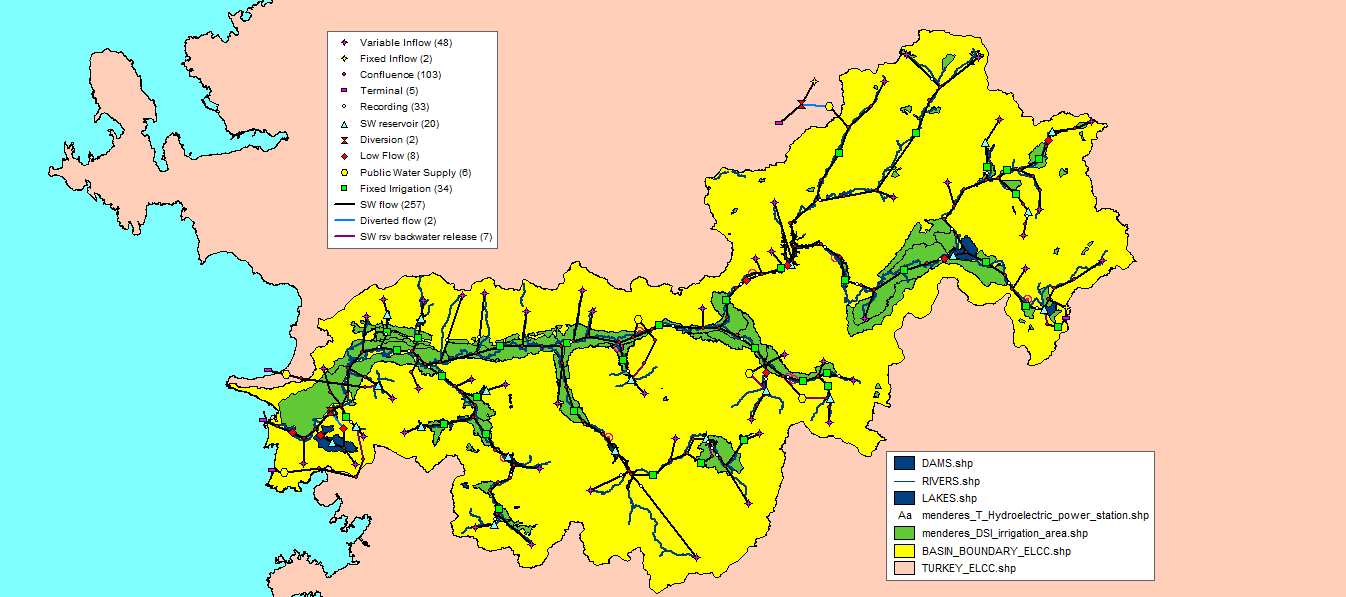 Variable Inflow (48)
Fixed Inflow (2)
Confluence (103)
Terminal (5)
Recording (33)
SW reservoir (20)
Diversion (2)
Low Flow (8)
Public Water Supply (6)
Fixed Irrigation (34)
SW flow (257)
Diverted flow (2)
SW rsv backwater release (7)
DAMS.shp
RIVERS.shp
LAKES.shp
Aa menderes_T_Hydroelectric_power_station.shp
menderes_DSI_irrigation_area.shp
BASIN_BOUNDARY_ELCC.shp
TURKEY_ELCC.shp